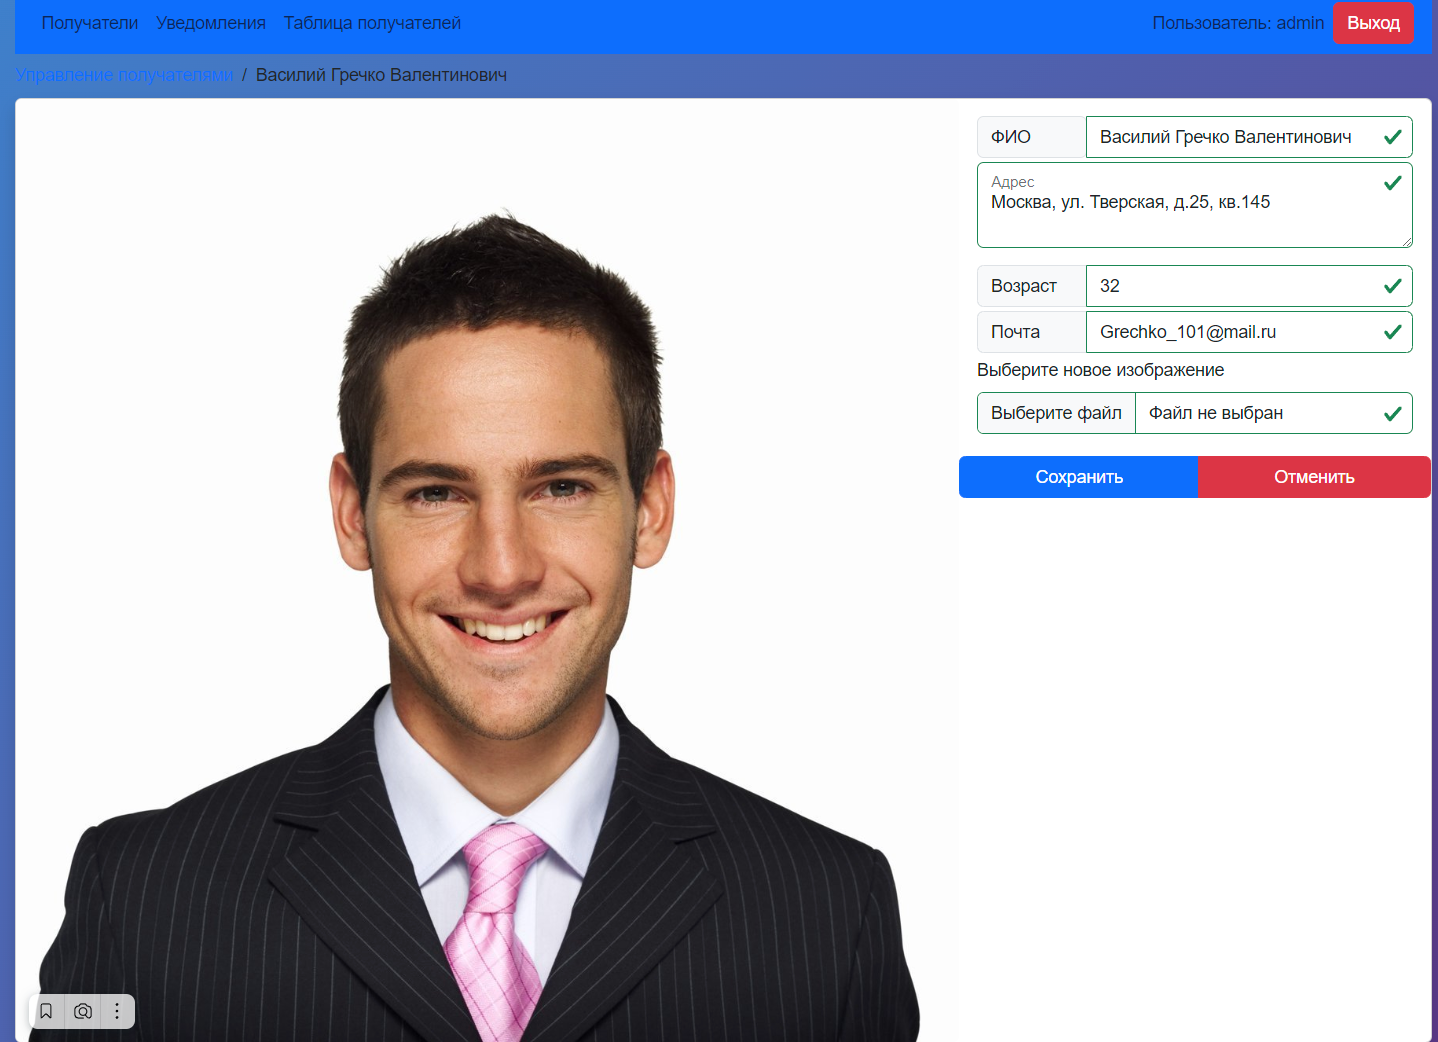 Получатели Уведомления Таблица получателей Пользователь: admin Выход
Управление получателями / Василий Гречко Валентинович
ФИО Василий Гречко Валентинович
Адрес
Москва, ул. Тверская, д.25, кв.145
Возраст 32
Почта Grechko_101@mail.ru
Выберите новое изображение
Выберите файл Файл не выбран
Сохранить Отменить